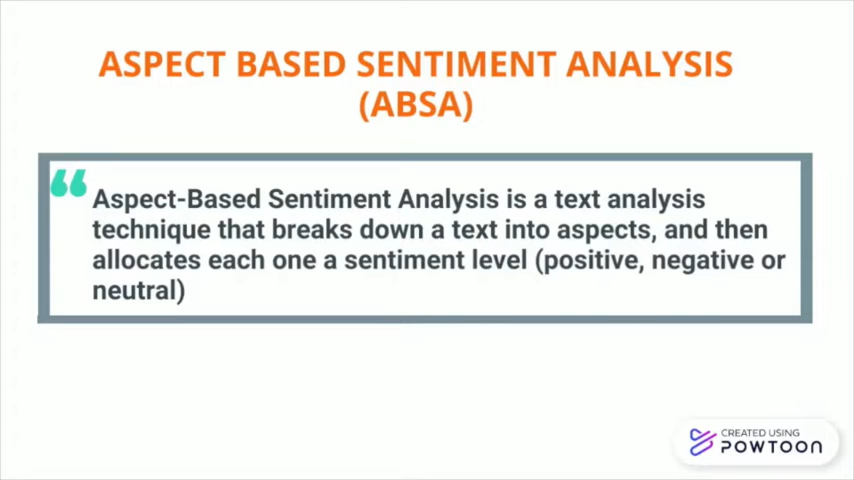 ASPECT BASED SENTIMENT ANALYSIS
(ABSA)
“
Aspect-Based Sentiment Analysis is a text analysis
technique that breaks down a text into aspects, and then
allocates each one a sentiment level (positive, negative or
neutral)
CREATED USING
POWTOON